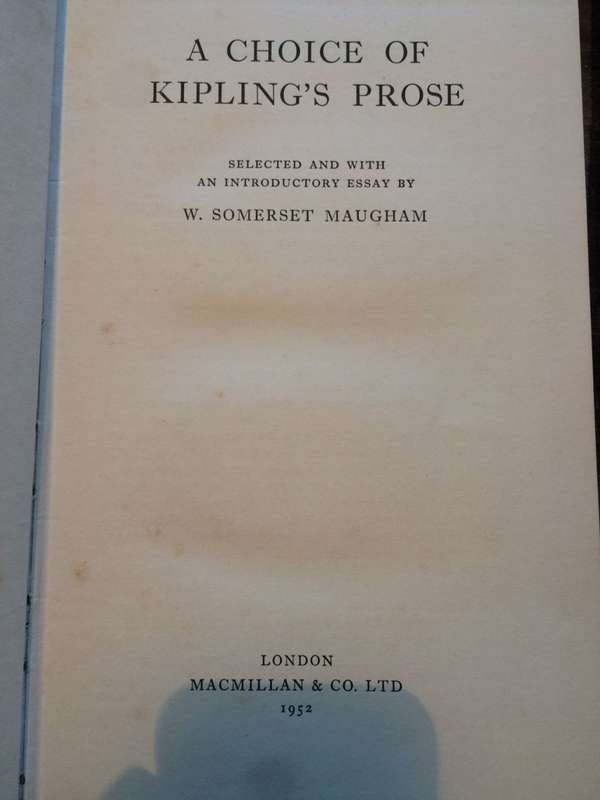 A CHOICE OF
KIPLING'S PROSE
SELECTED AND WITH
AN INTRODUCTORY ESSAY BY
W. SOMERSET MAUGHAM
LONDON
MACMILLAN & CO. LTD
1952